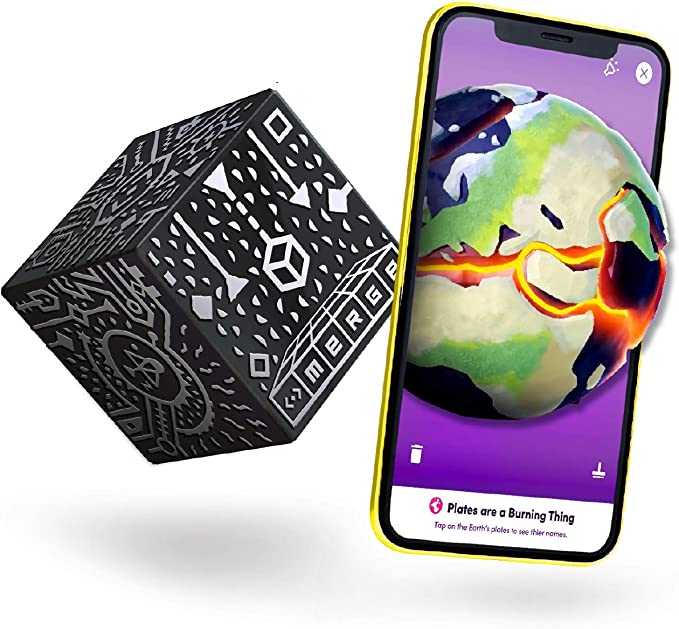 MERGE
Plates are a Burning Thing
Tap on the Earth's plates to see thier names.